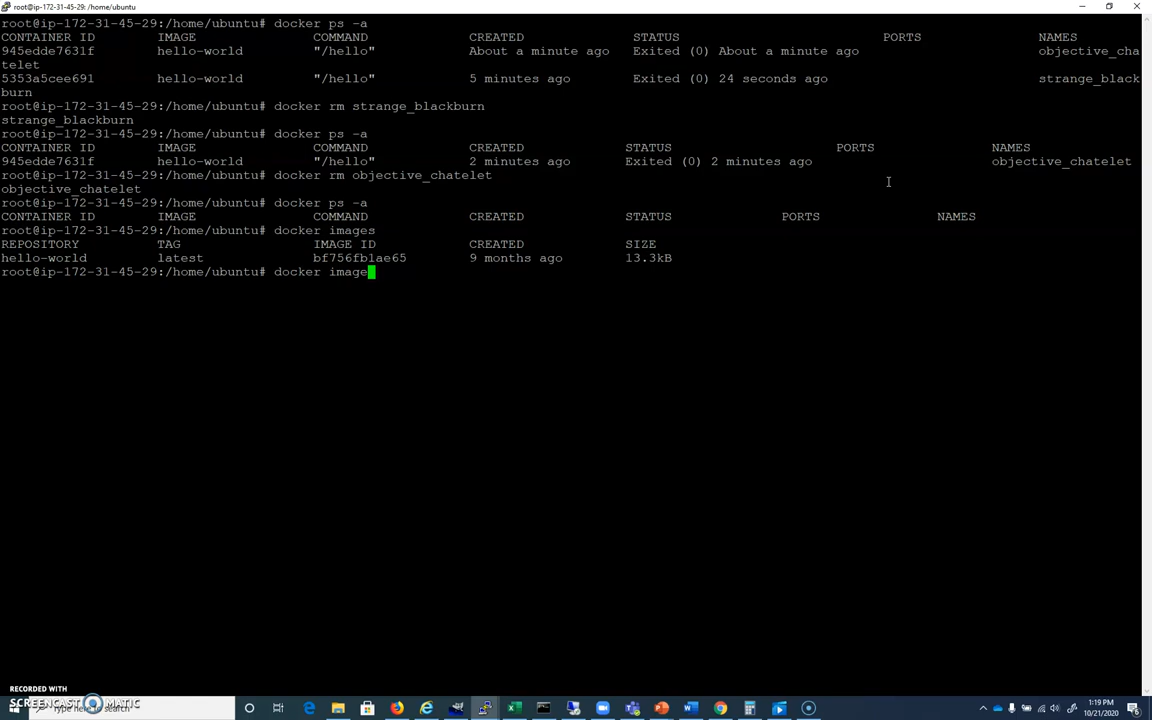 root@ip-172-31-45-29: /home/ubuntu
root@ip-172-31-45-29:/home/ubuntu# docker ps -a
CONTAINER ID IMAGE COMMAND CREATED STATUS PORTS NAMES
945edde7631f hello-world "/hello" About a minute ago Exited (0) About a minute ago objective_cha
telet
5353a5cee691 hello-world "/hello" 5 minutes ago Exited (0) 24 seconds ago strange_black
burn
root@ip-172-31-45-29:/home/ubuntu# docker rm strange_blackburn
strange_blackburn
root@ip-172-31-45-29:/home/ubuntu# docker ps -a
CONTAINER ID IMAGE COMMAND CREATED STATUS PORTS NAMES
945edde7631f hello-world "/hello" 2 minutes ago Exited (0) 2 minutes ago objective_chatelet
root@ip-172-31-45-29:/home/ubuntu# docker rm objective_chatelet
objective_chatelet
root@ip-172-31-45-29:/home/ubuntu# docker ps -a
CONTAINER ID IMAGE COMMAND CREATED STATUS PORTS NAMES
root@ip-172-31-45-29:/home/ubuntu# docker images
REPOSITORY TAG IMAGE ID CREATED SIZE
hello-world latest bf756fb1ae65 9 months ago 13.3kB
root@ip-172-31-45-29:/home/ubuntu# docker image
RECORDED WITH
SCREENCAST MATIC
Type here to search
1:19 PM
10/21/2020